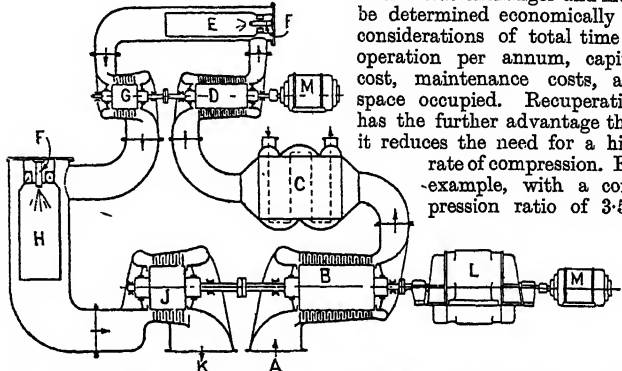 E
F
be determined economically
considerations of total time
operation per annum, capit
cost, maintenance costs, a
space occupied. Recuperati
has the further advantage th
it reduces the need for a hi
rate of compression. F
example, with a com
pression ratio of 3·5
G
D
M
F
H
C
J
B
L
M
K
A